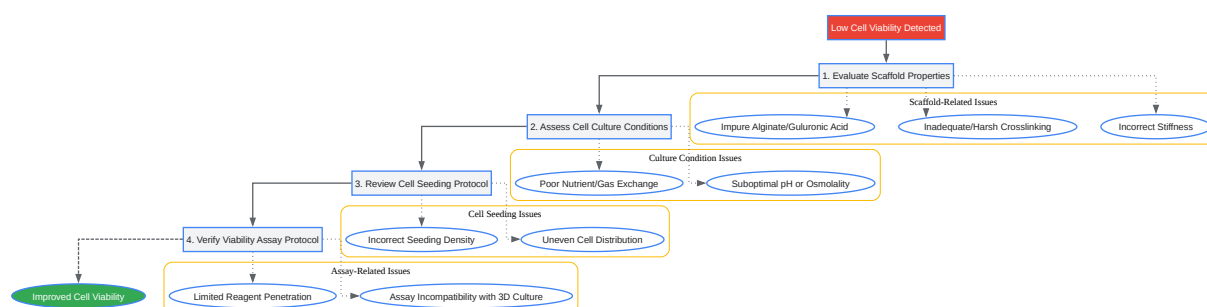 Low Cell Viability Detected
1. Evaluate Scaffold Properties
Scaffold-Related Issues
Impure Alginate/Guluronic Acid
Inadequate/Harsh Crosslinking
Incorrect Stiffness
2. Assess Cell Culture Conditions
Culture Condition Issues
Poor Nutrient/Gas Exchange
Suboptimal pH or Osmolality
3. Review Cell Seeding Protocol
Cell Seeding Issues
Incorrect Seeding Density
Uneven Cell Distribution
4. Verify Viability Assay Protocol
Assay-Related Issues
Improved Cell Viability
Limited Reagent Penetration
Assay Incompatibility with 3D Culture